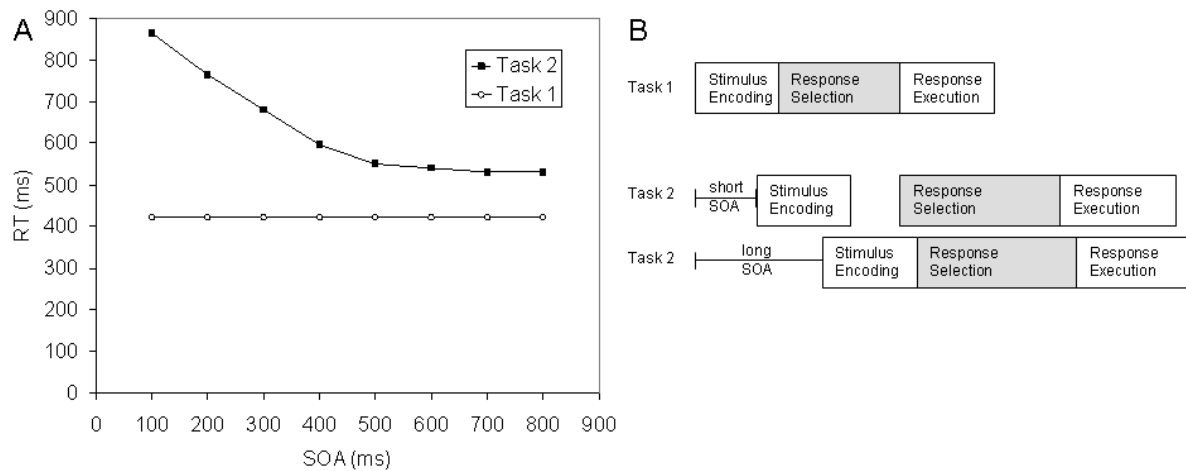 A
900
800
700
600
500
400
300
200
100
0
RT (ms)
0 100 200 300 400 500 600 700 800 900
SOA (ms)
Task 2
Task 1
B
Task 1
Stimulus
Encoding
Response
Selection
Response
Execution
Task 2
short
SOA
Stimulus
Encoding
Response
Selection
Response
Execution
Task 2
long
SOA
Stimulus
Encoding
Response
Selection
Response
Execution